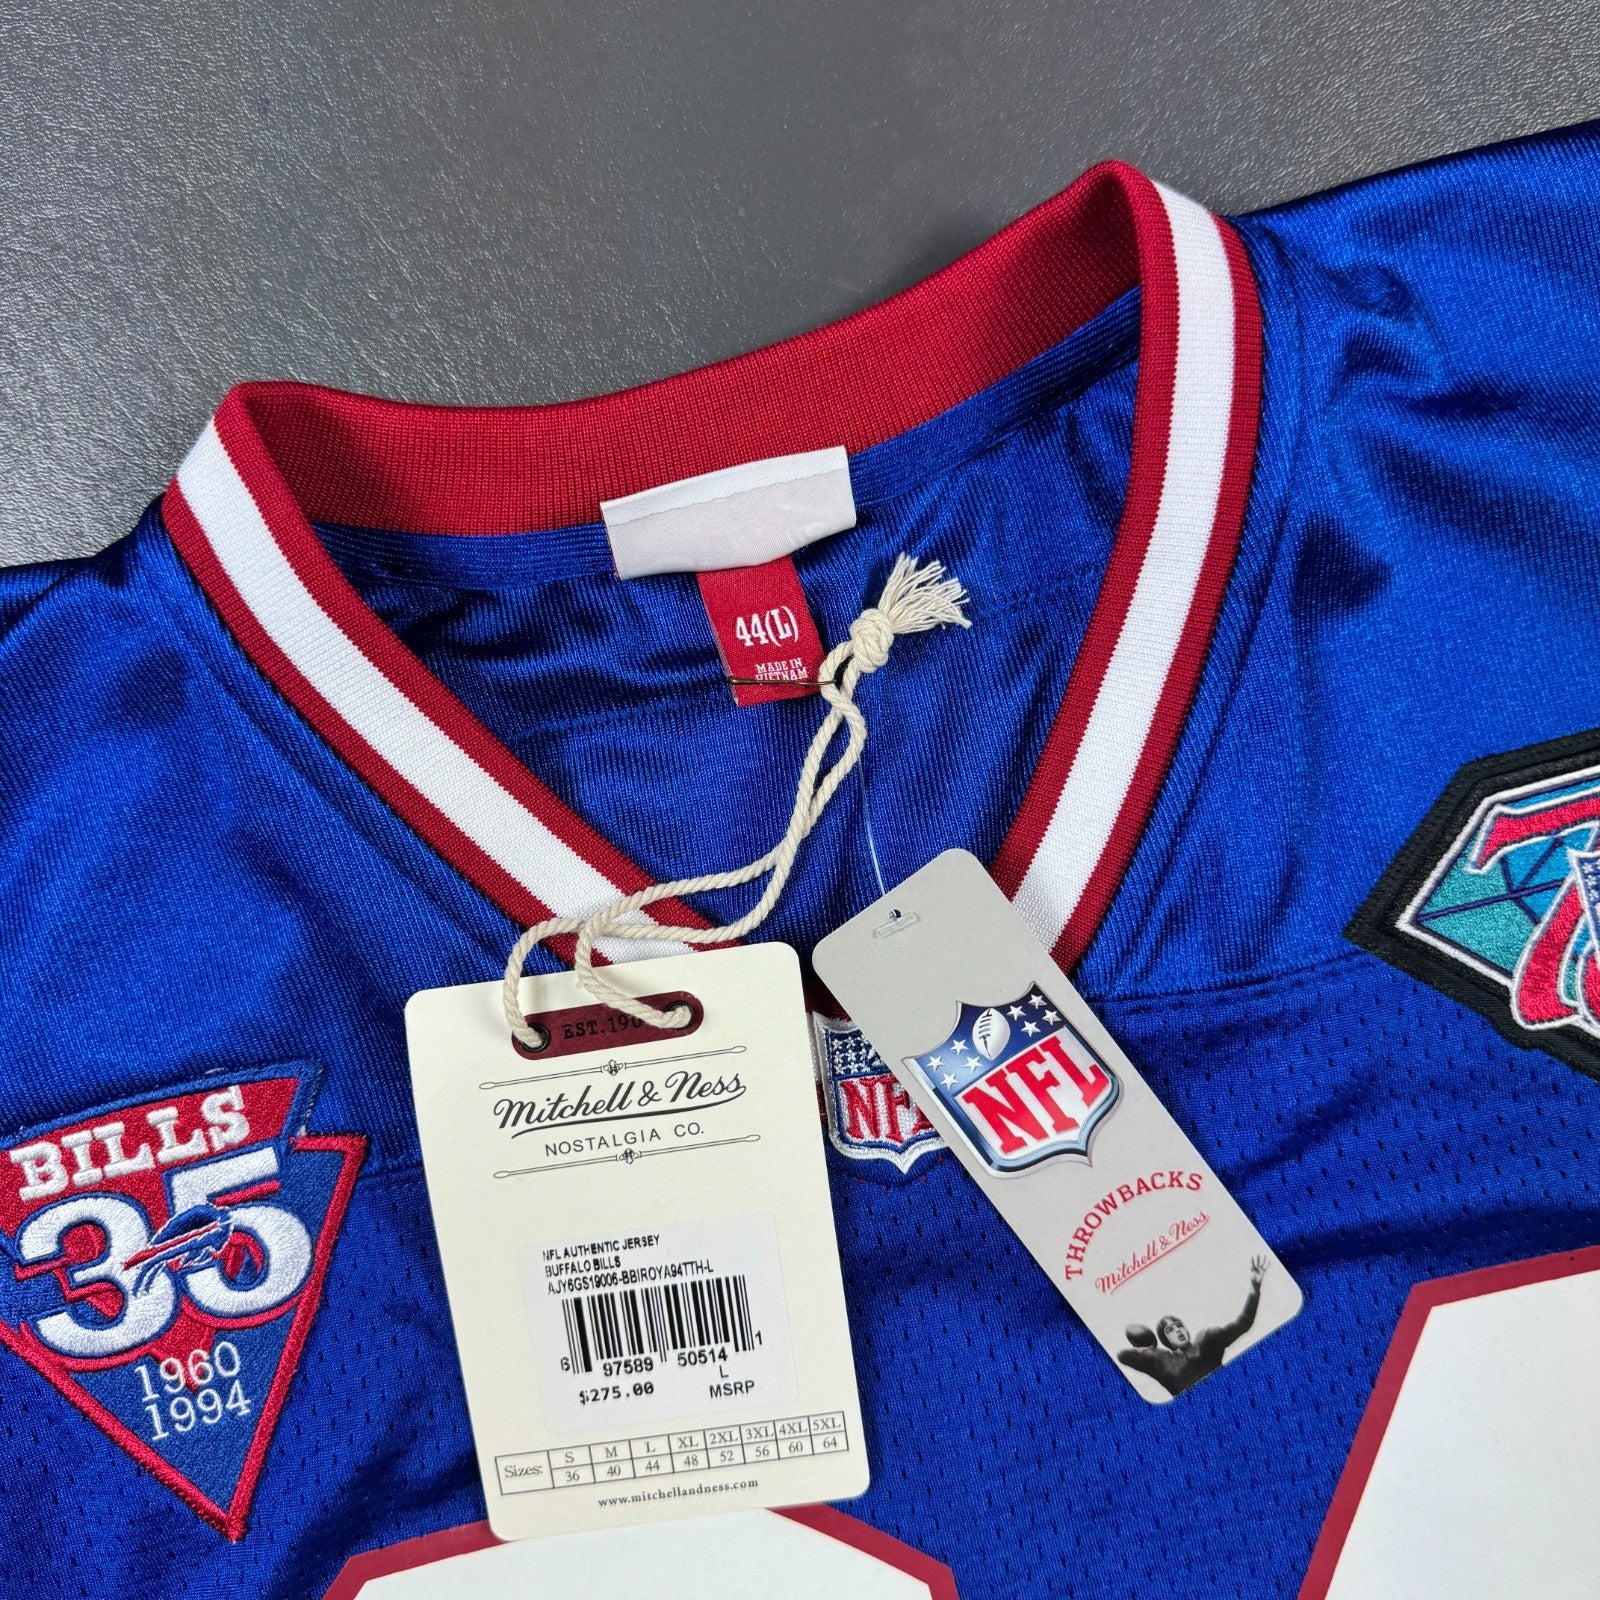 44(L)
MADE IN
VIETNAM
EST.190
Mitchell & Ness
NOSTALGIA CO.
NFL AUTHENTIC JERSEY
BUFFALO BILLS
AJY6GS19006-BBIROYA94TTH-L
6 97589 50514 1
L
$275.00 MSRP
Sizes: S M L XL 2XL 3XL 4XL 5XL
36 40 44 48 52 56 60 64
www.mitchellandness.com
NFL
NFL
THROWBACKS
Mitchell & Ness
BILLS
35
1960
1994
7